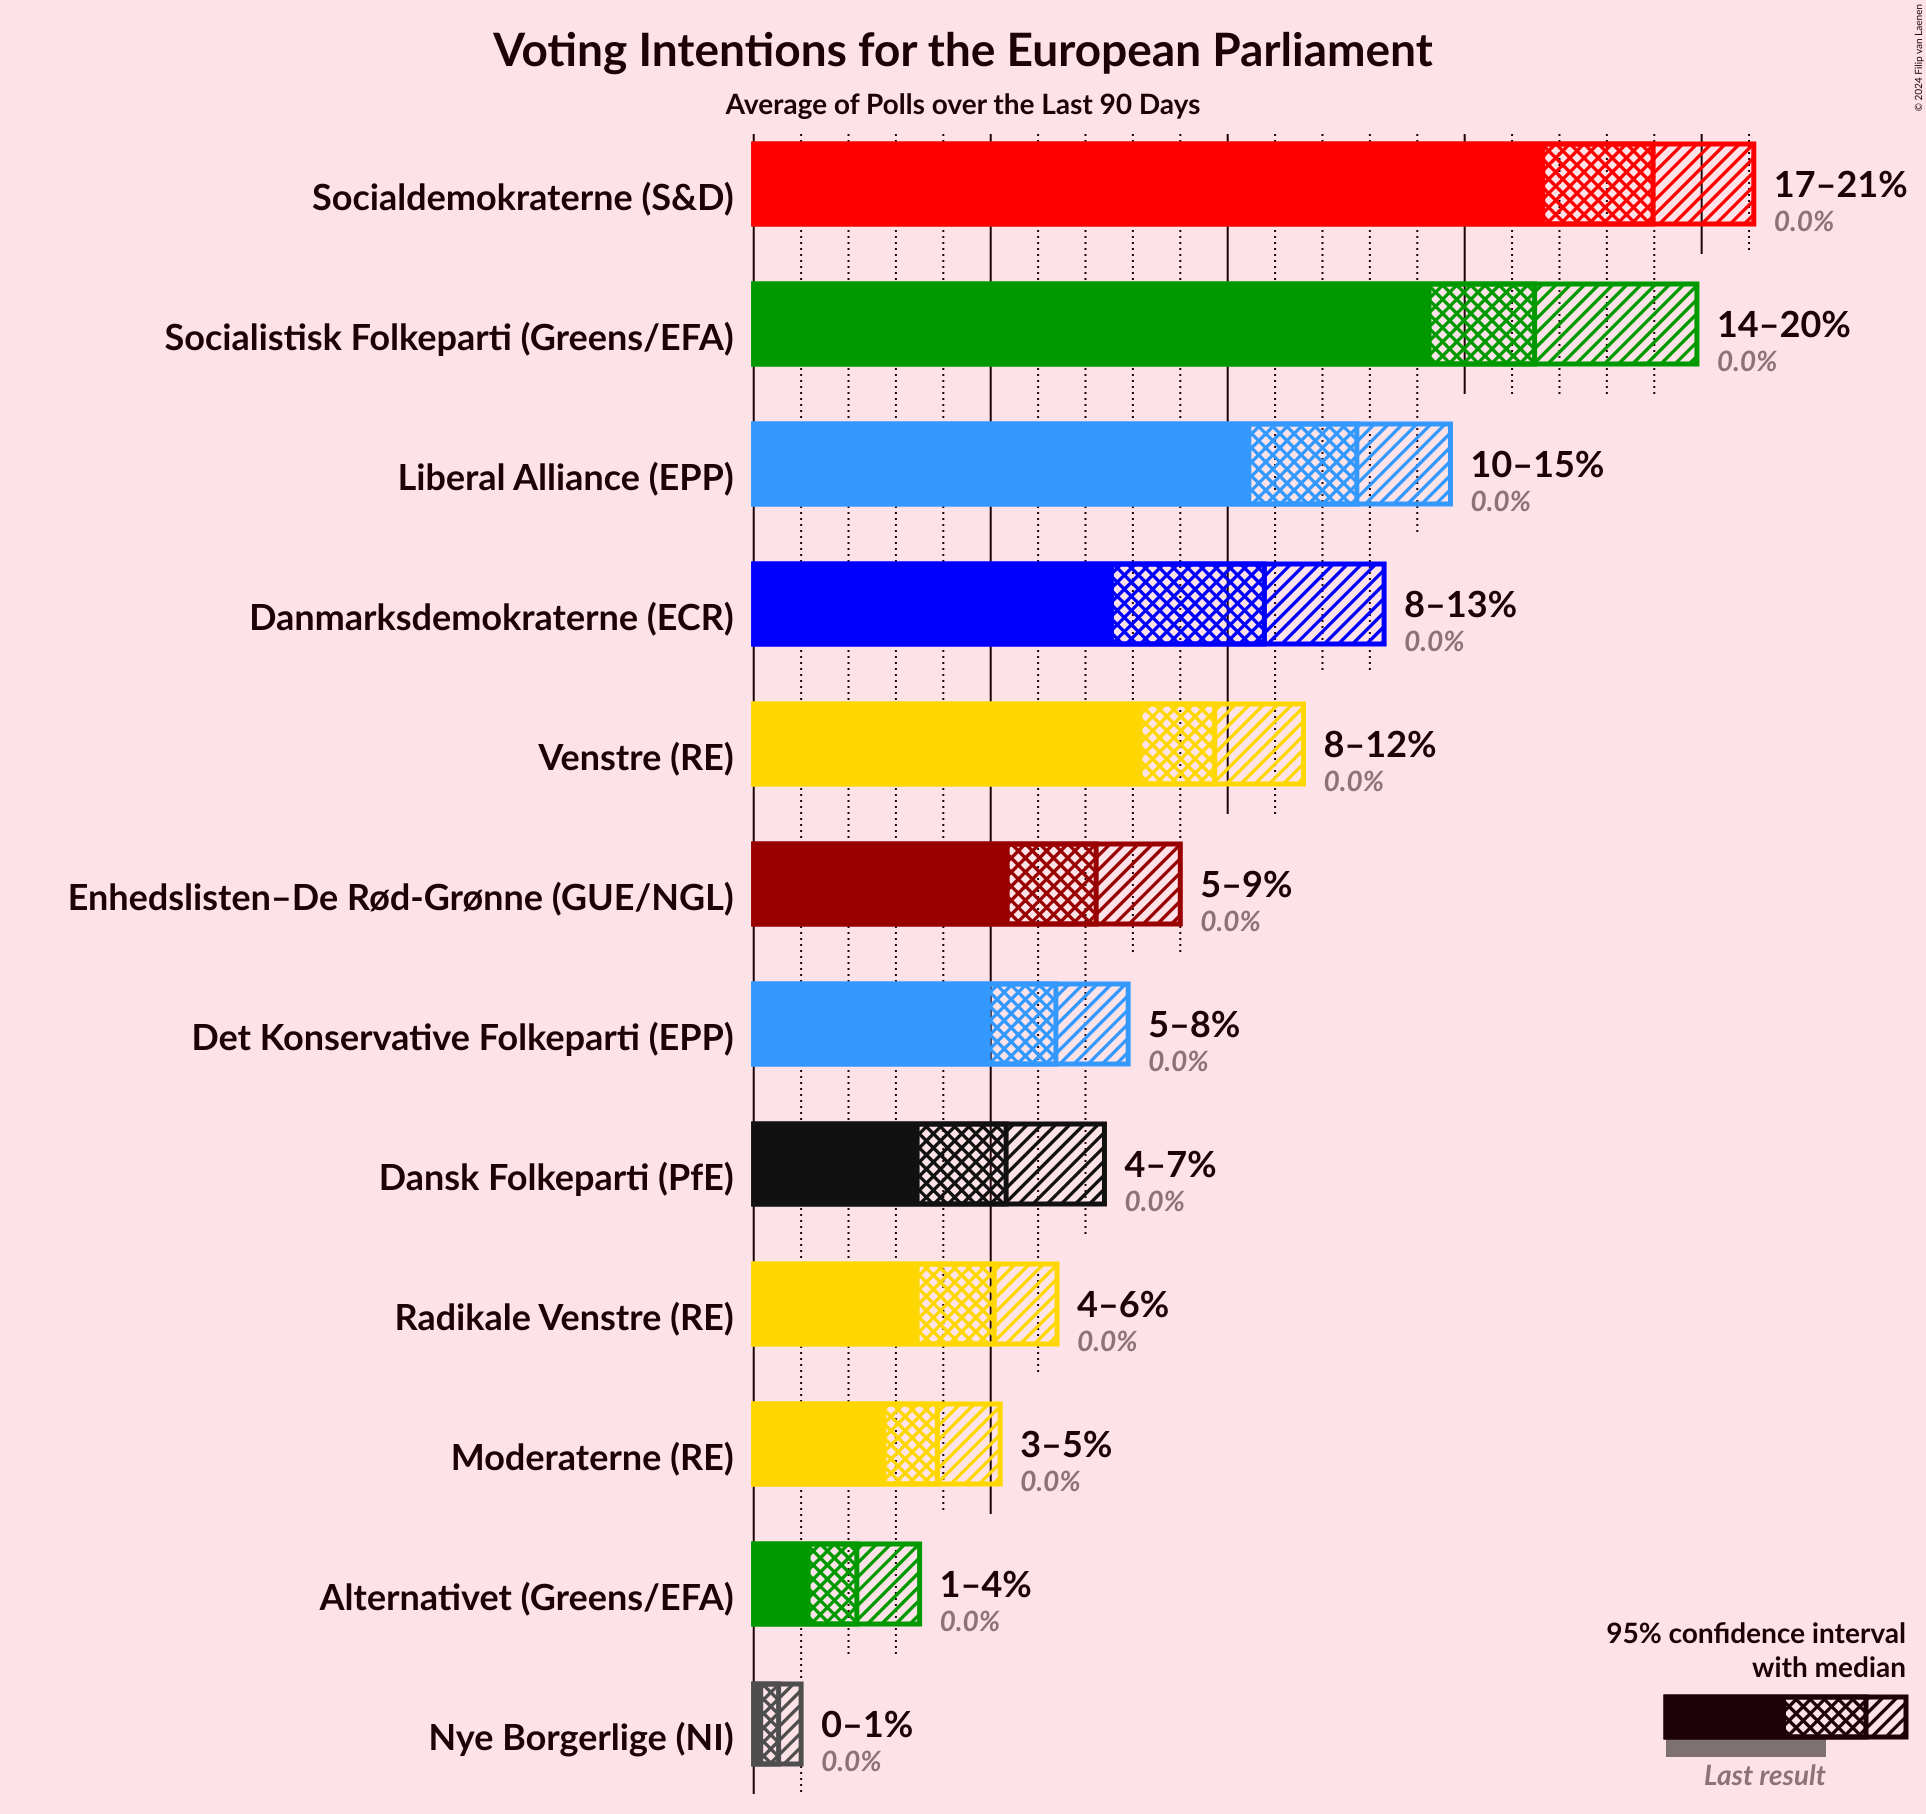 Voting Intentions for the European Parliament
Average of Polls over the Last 90 Days
© 2024 Filip van Laenen
Socialdemokraterne (S&D)
17–21%
0.0%
Socialistisk Folkeparti (Greens/EFA)
14–20%
0.0%
Liberal Alliance (EPP)
10–15%
0.0%
Danmarksdemokraterne (ECR)
8–13%
0.0%
Venstre (RE)
8–12%
0.0%
Enhedslisten–De Rød-Grønne (GUE/NGL)
5–9%
0.0%
Det Konservative Folkeparti (EPP)
5–8%
0.0%
Dansk Folkeparti (PfE)
4–7%
0.0%
Radikale Venstre (RE)
4–6%
0.0%
Moderaterne (RE)
3–5%
0.0%
Alternativet (Greens/EFA)
1–4%
0.0%
Nye Borgerlige (NI)
0–1%
0.0%
95% confidence interval
with median
Last result